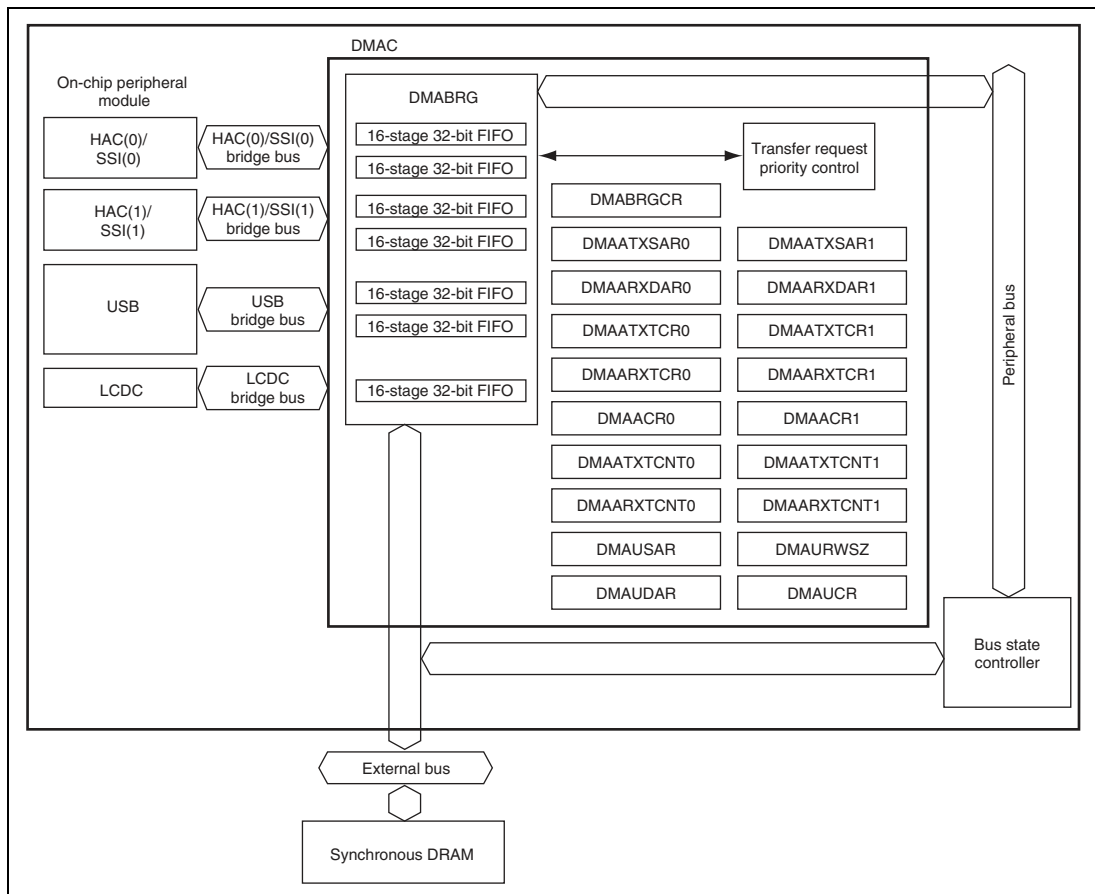 DMAC
On-chip peripheral
module
HAC(0)/
SSI(0)
HAC(0)/SSI(0)
bridge bus
HAC(1)/
SSI(1)
HAC(1)/SSI(1)
bridge bus
USB
USB
bridge bus
LCDC
LCDC
bridge bus
DMABRG
16-stage 32-bit FIFO
16-stage 32-bit FIFO
16-stage 32-bit FIFO
16-stage 32-bit FIFO
16-stage 32-bit FIFO
16-stage 32-bit FIFO
16-stage 32-bit FIFO
Transfer request
priority control
DMABRGCR
DMAATXSAR0
DMAATXSAR1
DMAARXDAR0
DMAARXDAR1
DMAATXTCR0
DMAATXTCR1
DMAARXTCR0
DMAARXTCR1
DMAACR0
DMAACR1
DMAATXTCNT0
DMAATXTCNT1
DMAARXTCNT0
DMAARXTCNT1
DMAUSAR
DMAURWSZ
DMAUDAR
DMAUCR
Peripheral bus
Bus state
controller
External bus
Synchronous DRAM